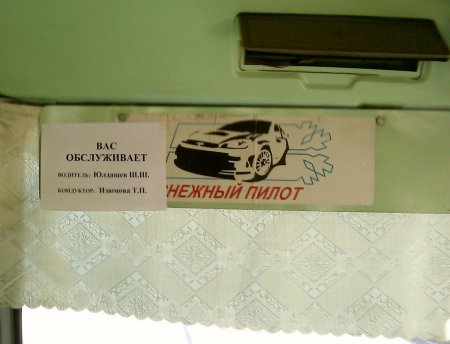 ВАС
ОБСЛУЖИВАЕТ
ВОДИТЕЛЬ: Юлдашев Ш.Ш.
КОНДУКТОР: Изюмова Т.П.
НЕЖНЫЙ ПИЛОТ